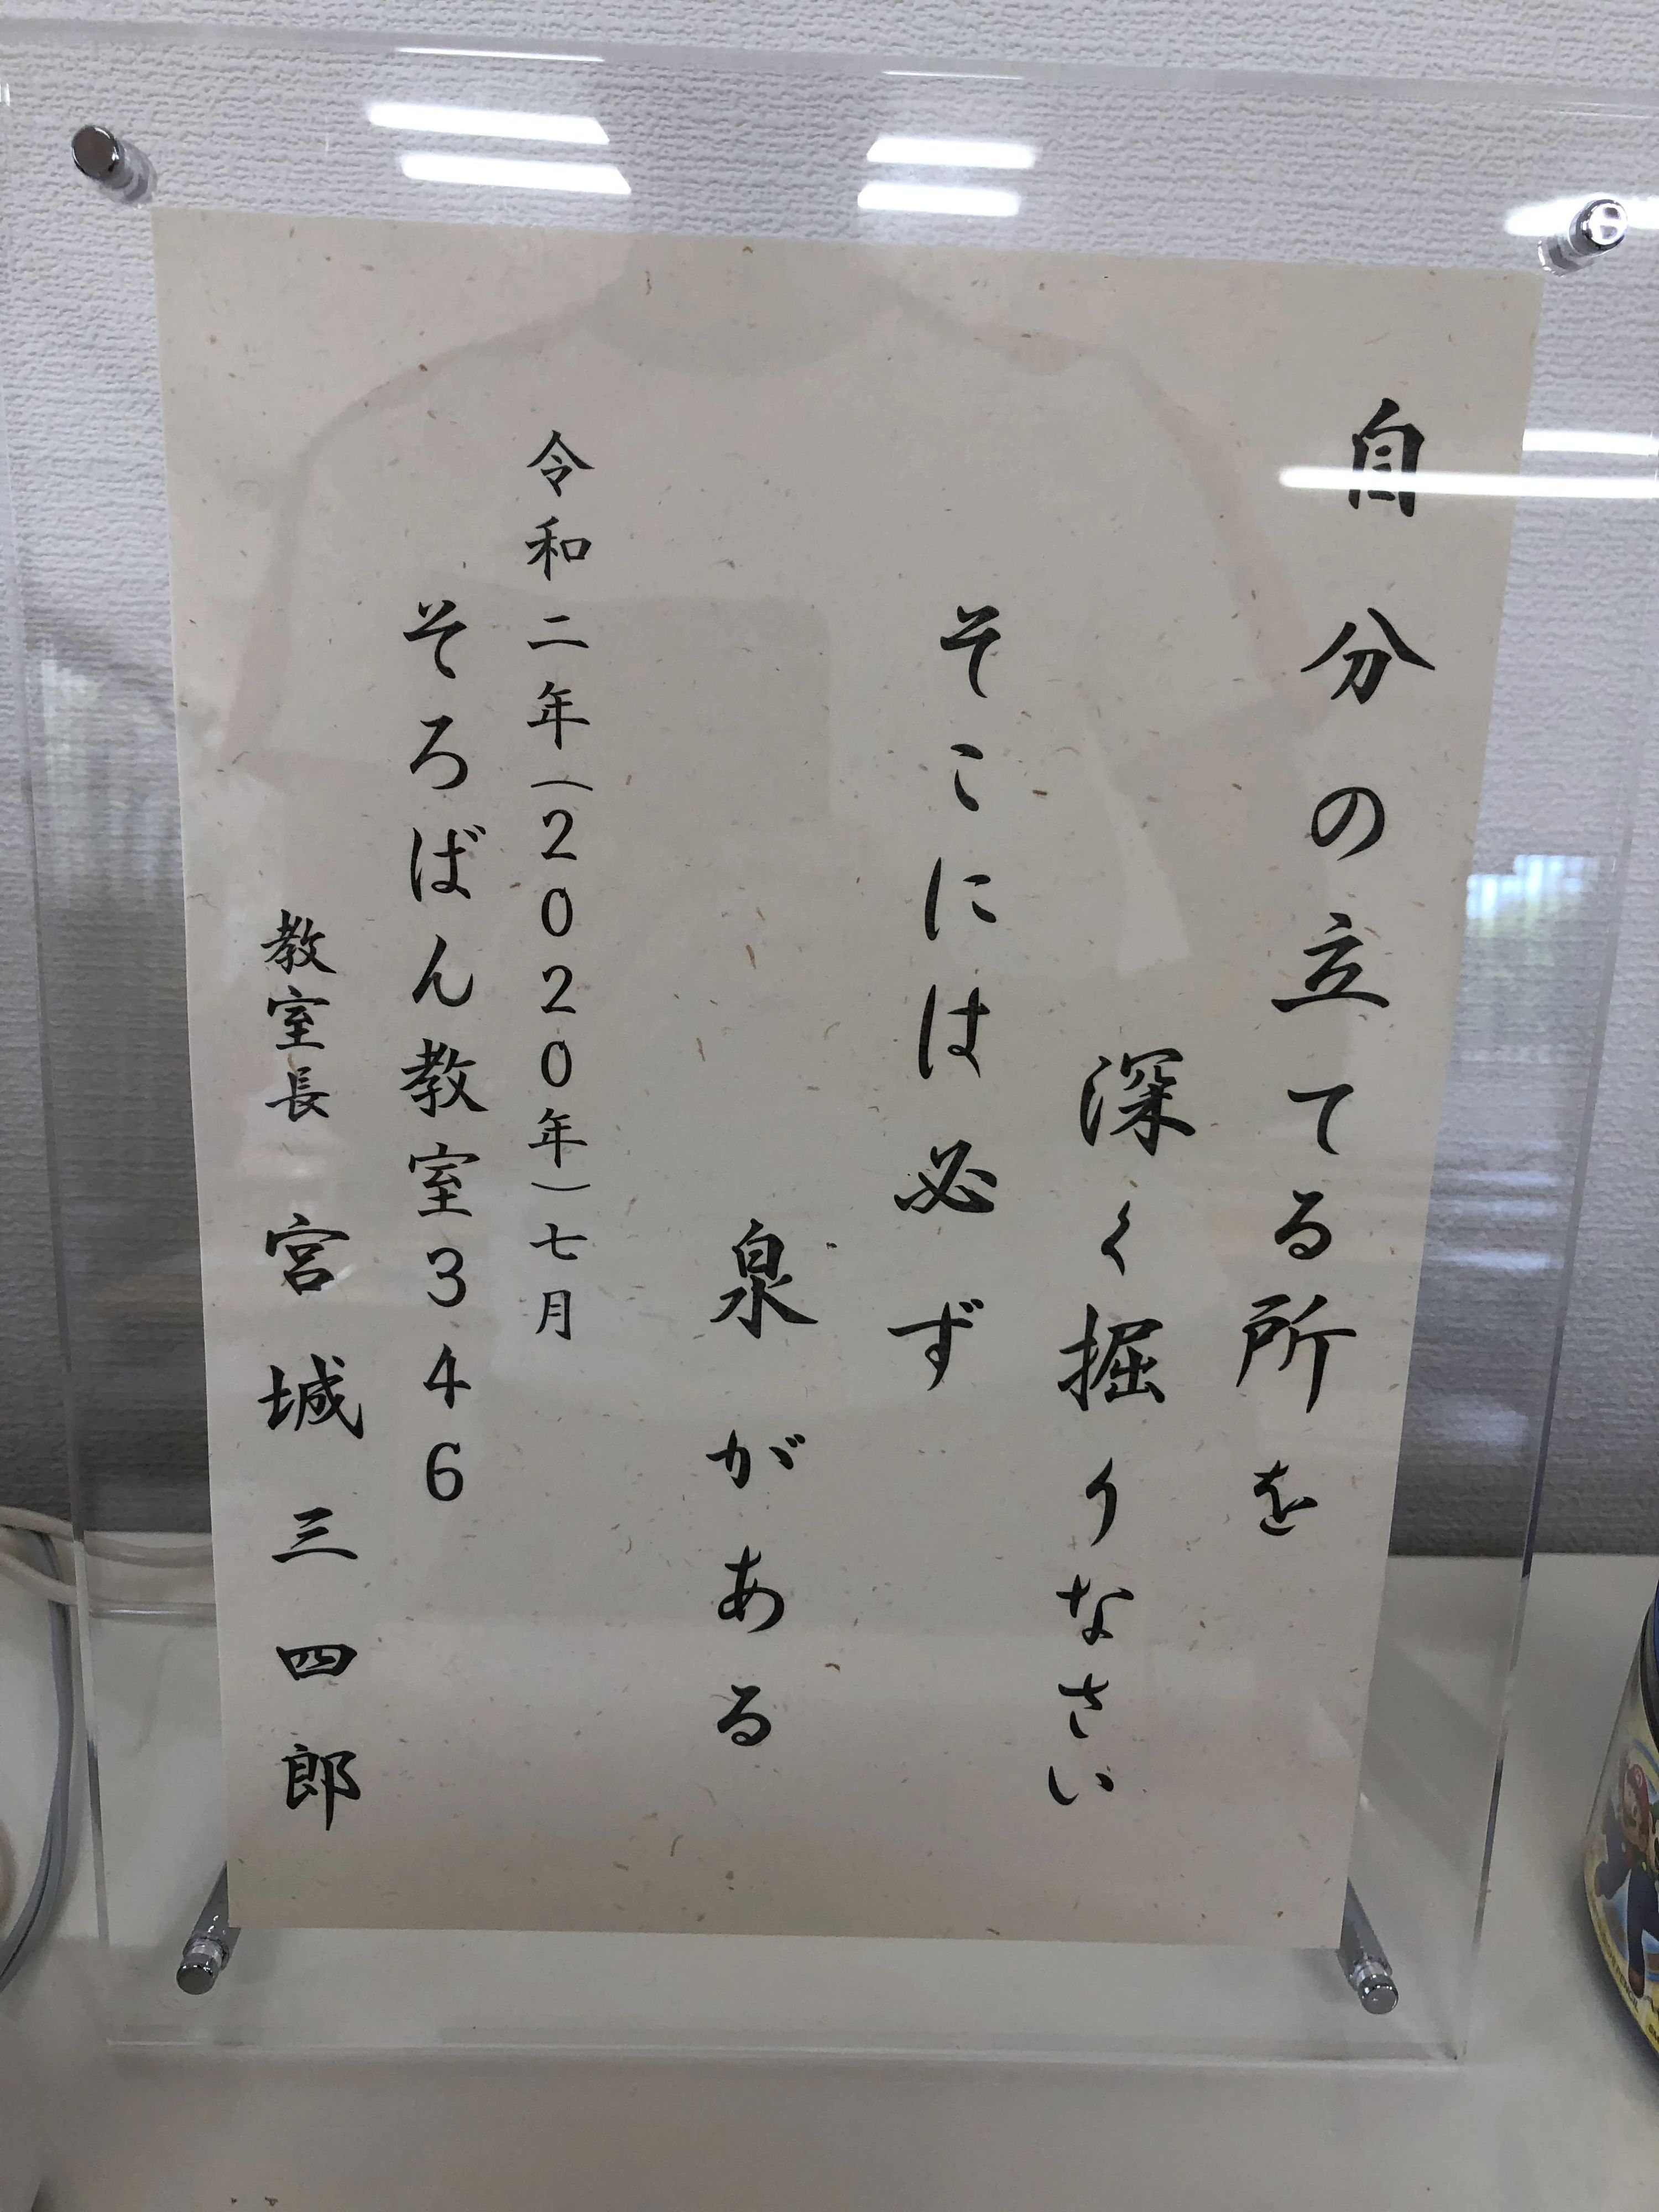 自分の立てる所を
深く掘りなさい
そこには必ず
泉がある
令和二年(2020年)七月
そろばん教室346
教室長 宮城三四郎